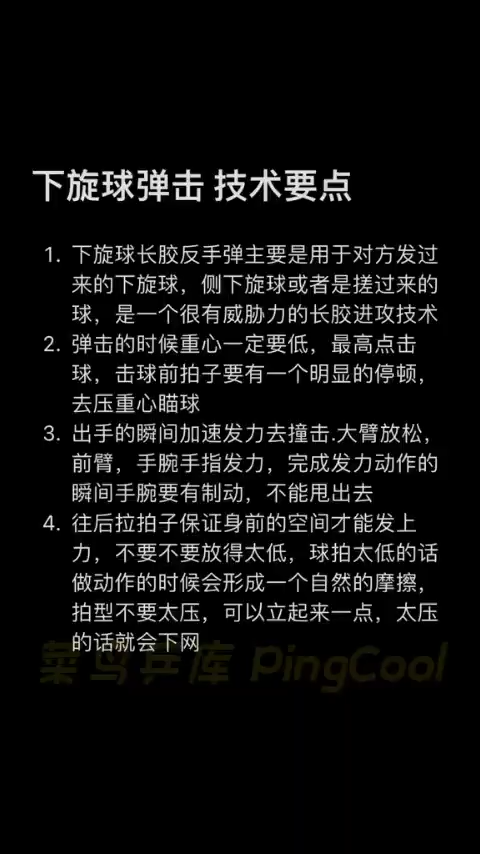 下旋球弹击 技术要点
1. 下旋球长胶反手弹主要是用于对方发过
来的下旋球，侧下旋球或者是搓过来的
球，是一个很有威胁力的长胶进攻技术
2. 弹击的时候重心一定要低，最高点击
球，击球前拍子要有一个明显的停顿，
去压重心瞄球
3. 出手的瞬间加速发力去撞击.大臂放松，
前臂，手腕手指发力，完成发力动作的
瞬间手腕要有制动，不能甩出去
4. 往后拉拍子保证身前的空间才能发上
力，不要不要放得太低，球拍太低的话
做动作的时候会形成一个自然的摩擦，
拍型不要太压，可以立起来一点，太压
的话就会下网
菜鸟乒库 PingCool